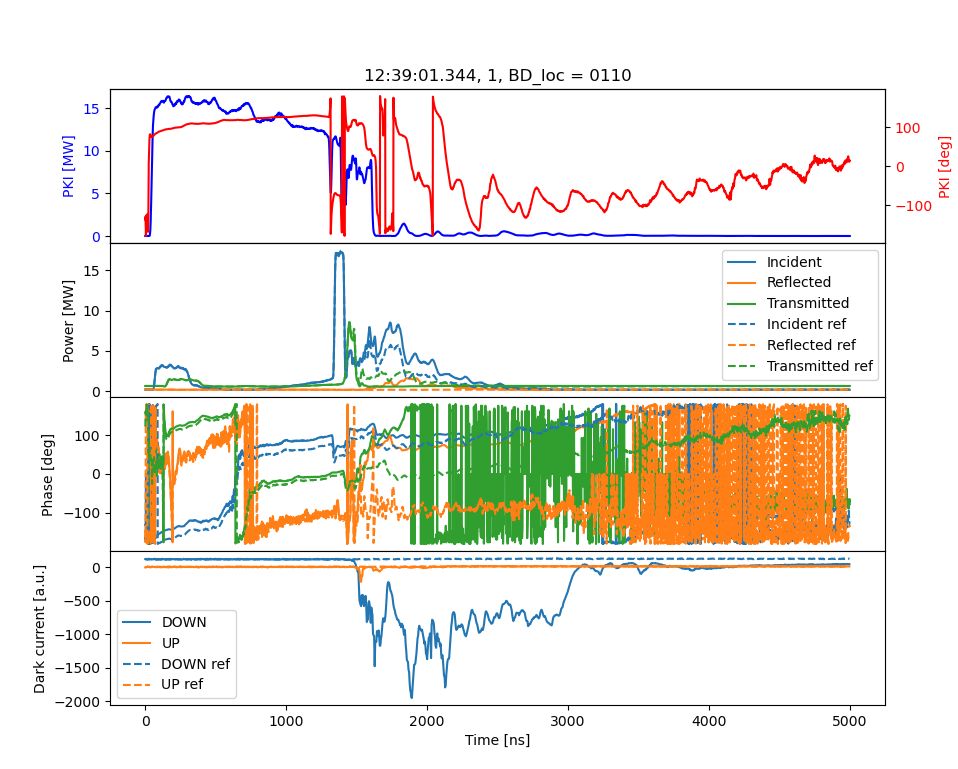 12:39:01.344, 1, BD_loc = 0110
PKI [MW]
15
10
5
0
PKI [deg]
100
0
−100
Power [MW]
15
10
5
0
Incident
Reflected
Transmitted
Incident ref
Reflected ref
Transmitted ref
Phase [deg]
100
0
−100
Dark current [a.u.]
0
−500
−1000
−1500
−2000
DOWN
UP
DOWN ref
UP ref
0 1000 2000 3000 4000 5000
Time [ns]